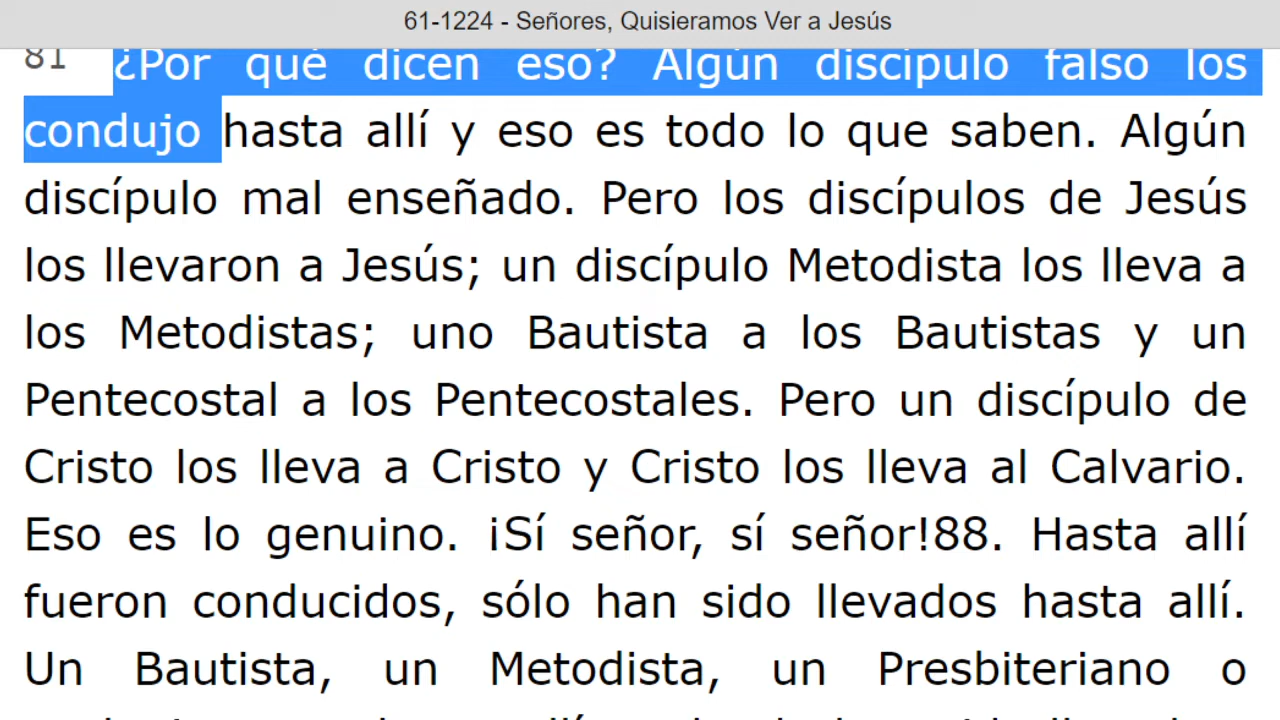 61-1224 - Señores, Quisieramos Ver a Jesús
81 ¿Por qué dicen eso? Algún discípulo falso los
condujo hasta allí y eso es todo lo que saben. Algún
discípulo mal enseñado. Pero los discípulos de Jesús
los llevaron a Jesús; un discípulo Metodista los lleva a
los Metodistas; uno Bautista a los Bautistas y un
Pentecostal a los Pentecostales. Pero un discípulo de
Cristo los lleva a Cristo y Cristo los lleva al Calvario.
Eso es lo genuino. ¡Sí señor, sí señor!88. Hasta allí
fueron conducidos, sólo han sido llevados hasta allí.
Un Bautista, un Metodista, un Presbiteriano o